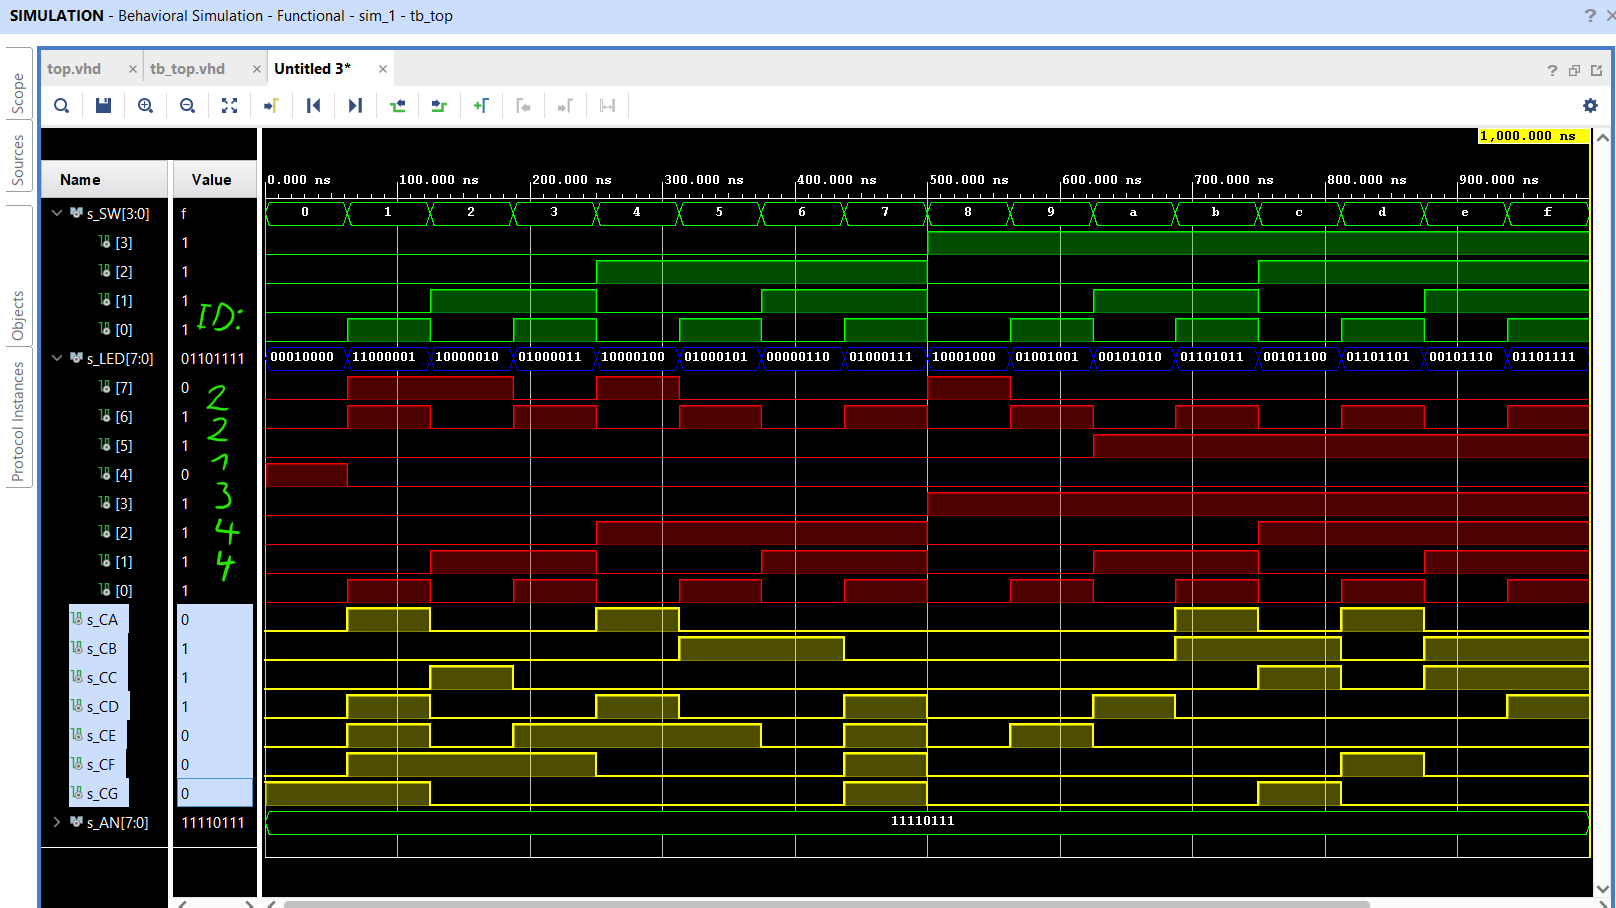 SIMULATION - Behavioral Simulation - Functional - sim_1 - tb_top ? ×
Scope
Sources
Objects
Protocol Instances
top.vhd × tb_top.vhd × Untitled 3* ×
?
1,000.000 ns
Name Value 0.000 ns 100.000 ns 200.000 ns 300.000 ns 400.000 ns 500.000 ns 600.000 ns 700.000 ns 800.000 ns 900.000 ns
s_SW[3:0] f 0 1 2 3 4 5 6 7 8 9 a b c d e f
[3] 1
[2] 1
[1] 1
[0] 1 ID:
s_LED[7:0] 01101111 00010000 11000001 10000010 01000011 10000100 01000101 00000110 01000111 10001000 01001001 00101010 01101011 00101100 01101101 00101110 01101111
[7] 0 2
[6] 1 2
[5] 1 1
[4] 0
[3] 1 3
[2] 1 4
[1] 1 4
[0] 1
s_CA 0
s_CB 1
s_CC 1
s_CD 1
s_CE 0
s_CF 0
s_CG 0
s_AN[7:0] 11110111 11110111